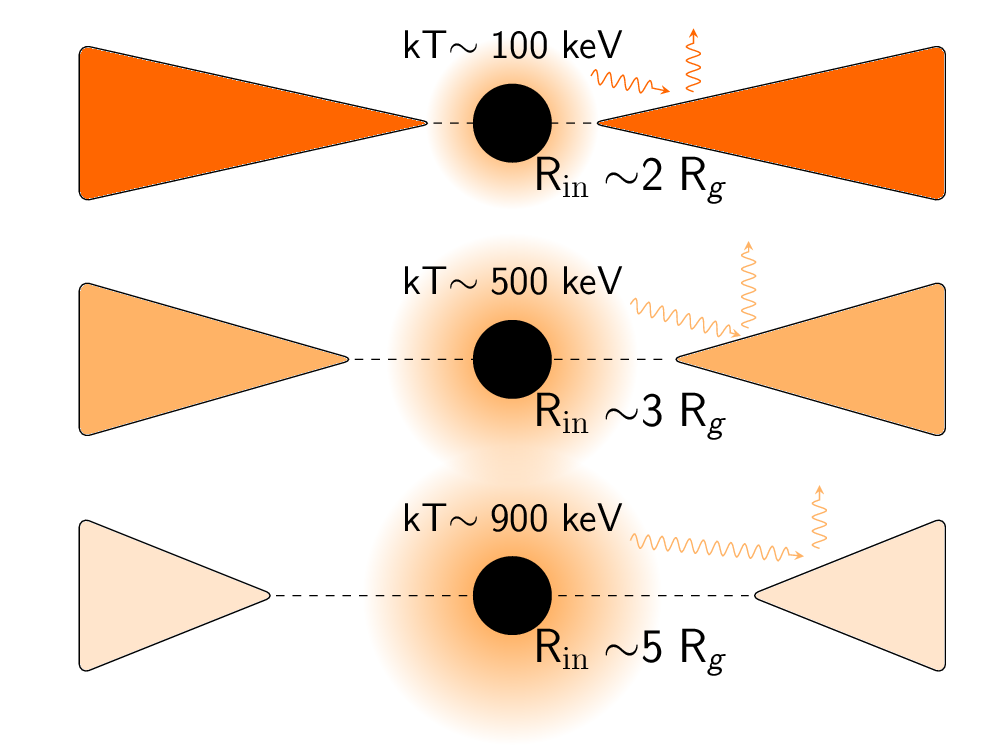 kT∼ 100 keV
R_in ∼2 R_g
kT∼ 500 keV
R_in ∼3 R_g
kT∼ 900 keV
R_in ∼5 R_g